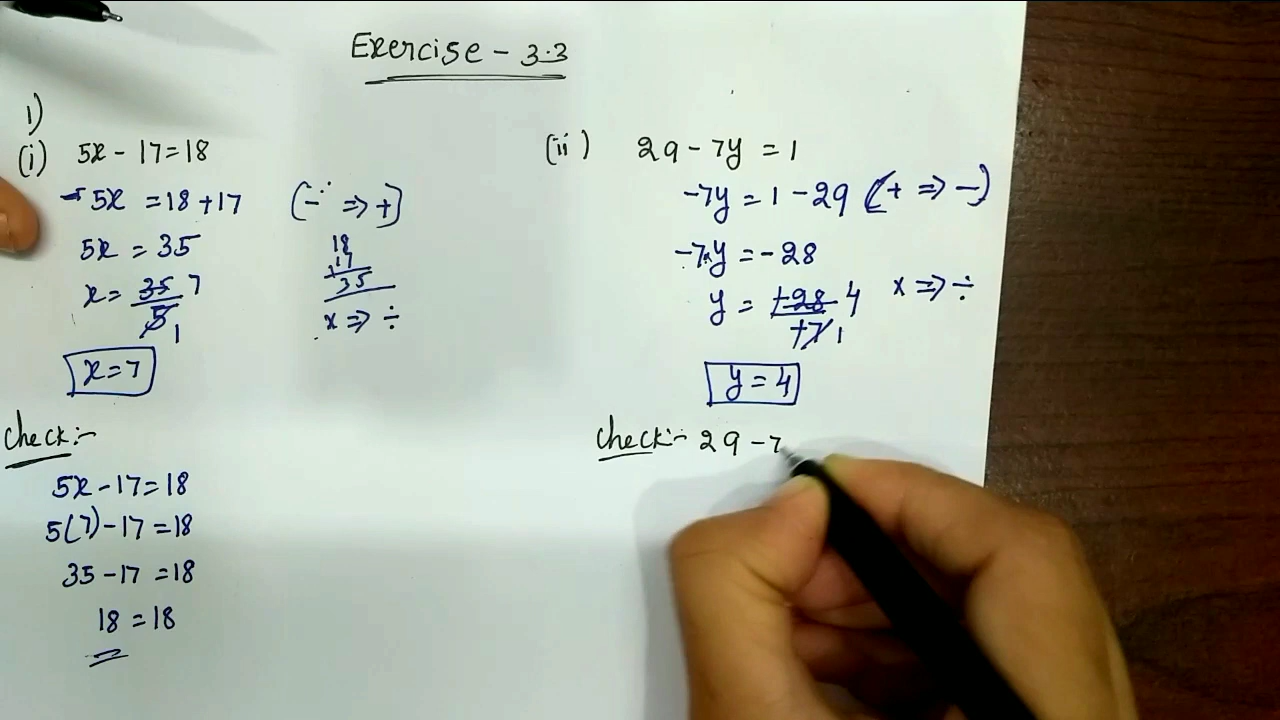 Exercise - 3.3
1)
(i) 5x - 17 = 18
5x = 18 + 17 (- => +)
5x = 35
18
+17
35
x = 35/5 7 1
x => ÷
x = 7
Check:-
5x - 17 = 18
5(7) - 17 = 18
35 - 17 = 18
18 = 18
(ii) 29 - 7y = 1
-7y = 1 - 29 (+ => -)
-7y = -28
y = +28/+7 4 1 x => ÷
y = 4
Check:- 29 - 7